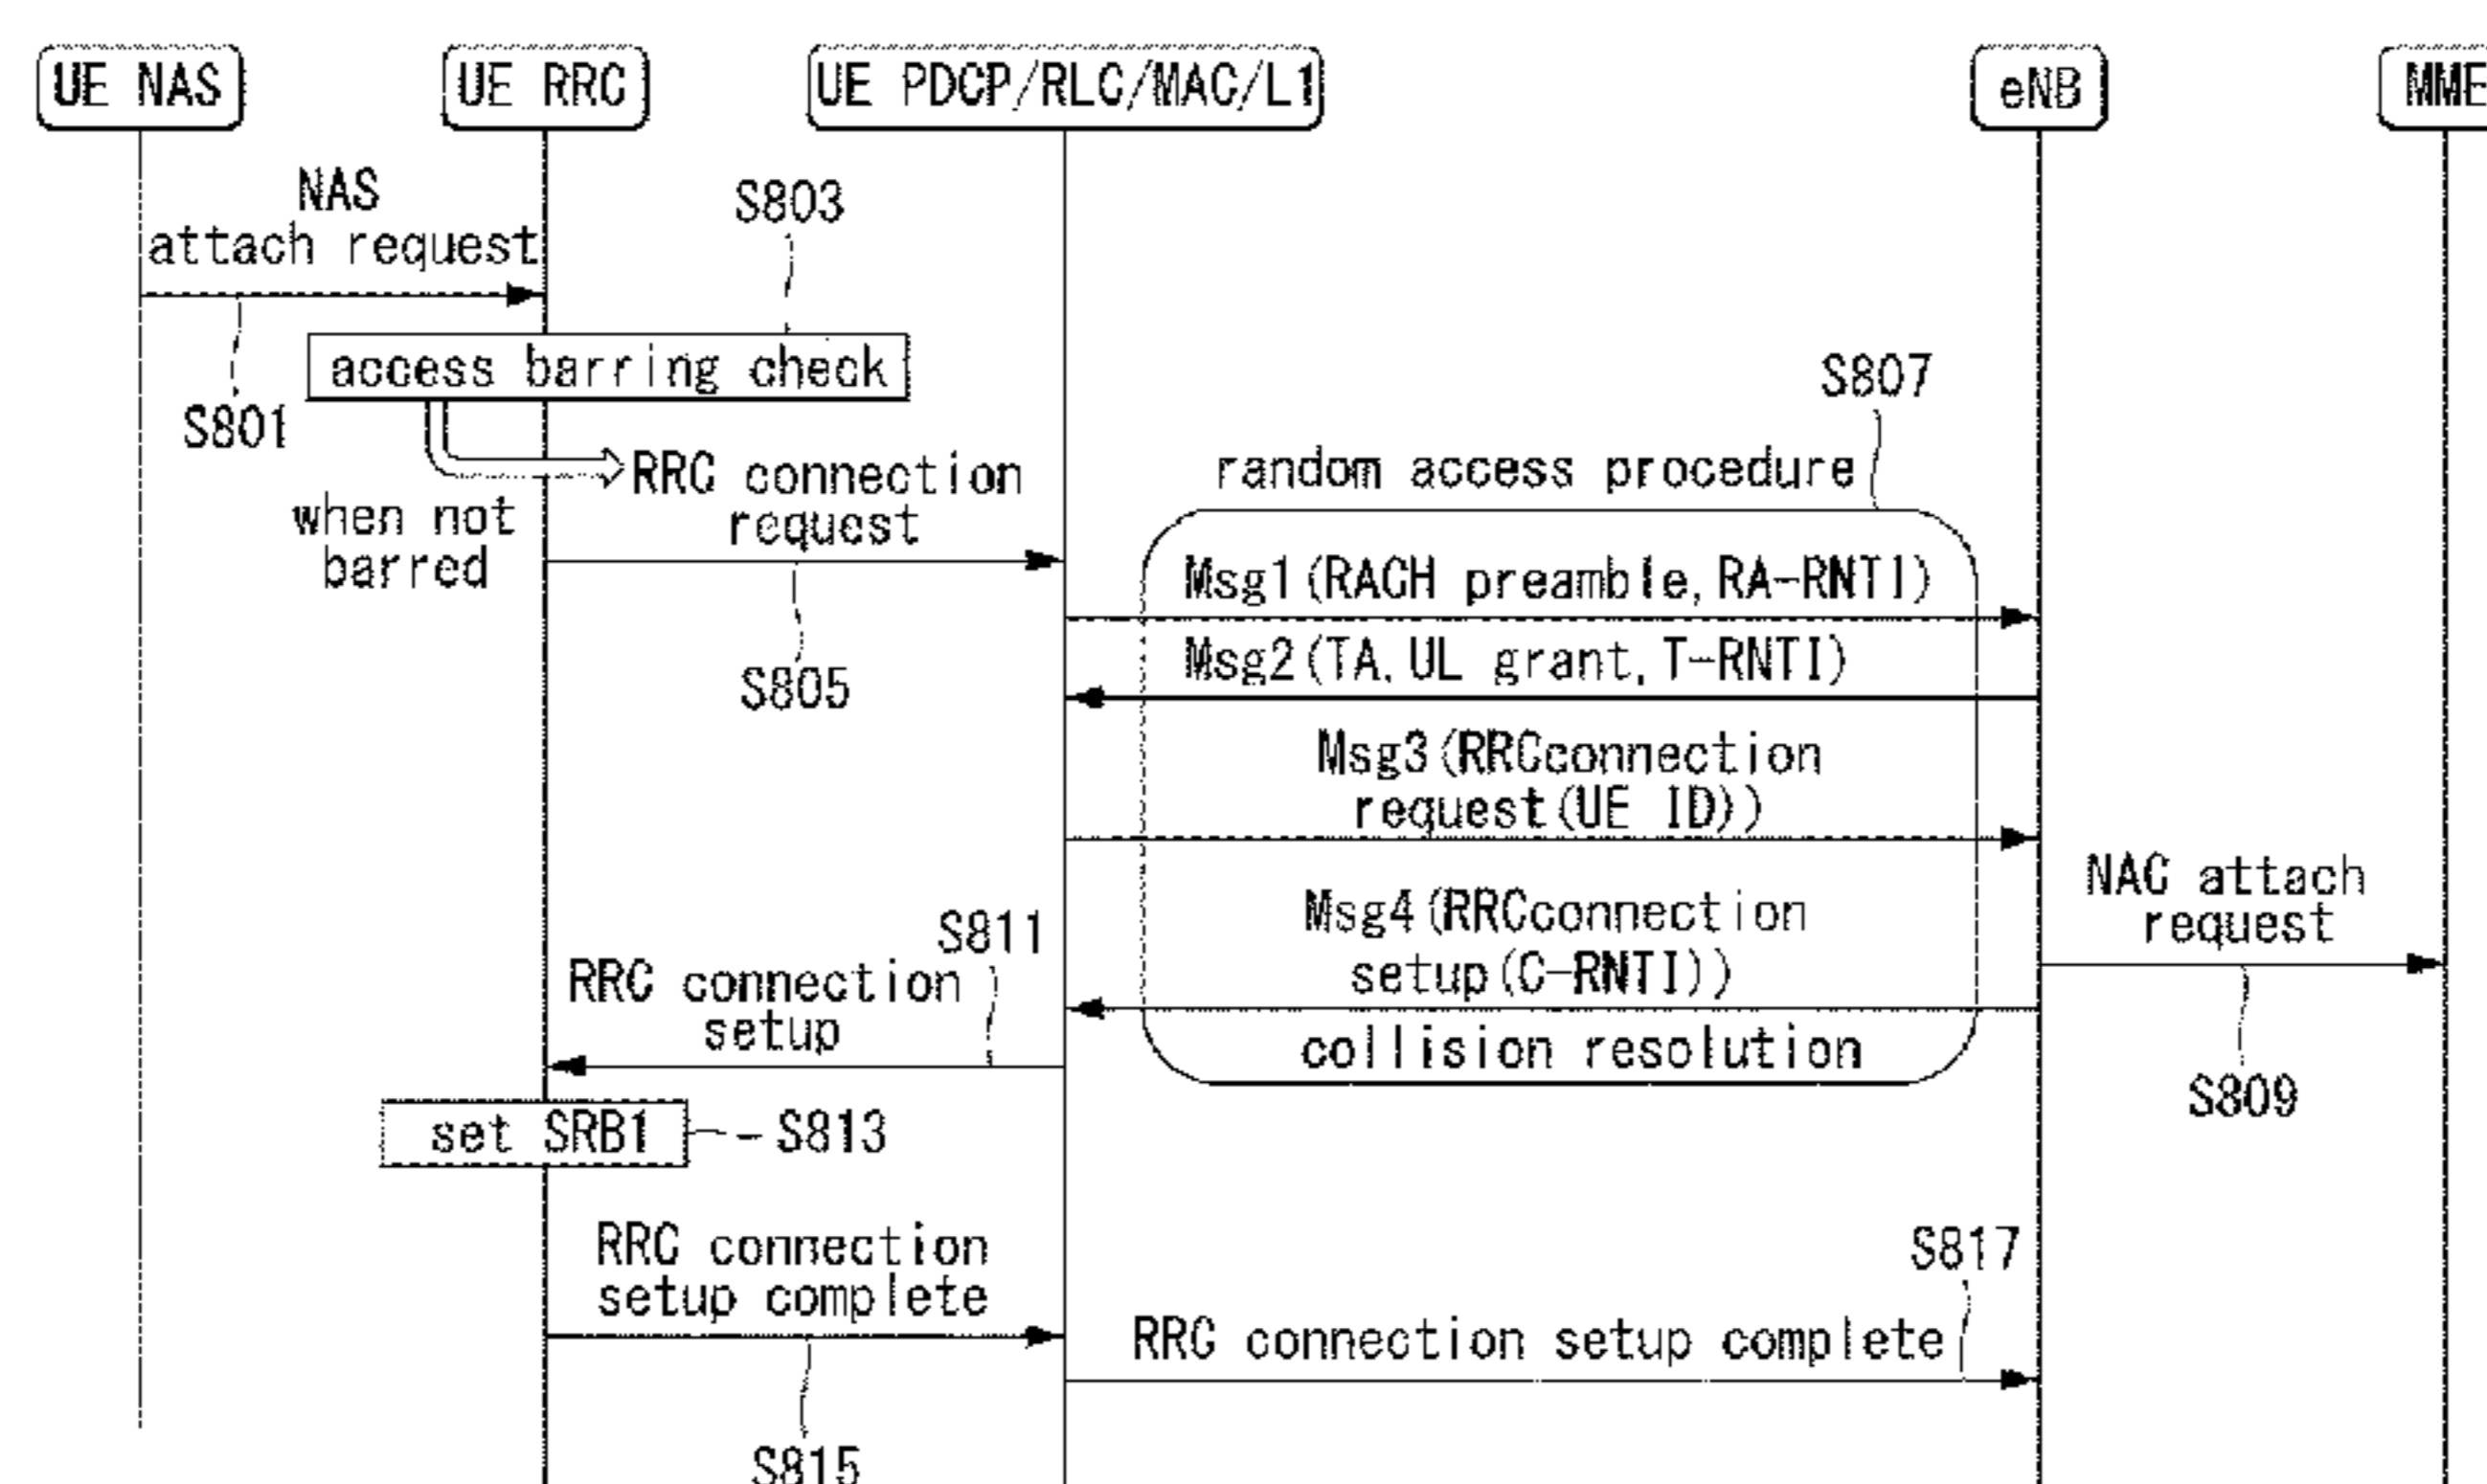 UE NAS
UE RRC
UE PDCP/RLC/MAC/L1
eNB
MME
NAS
attach request
S801
S803
access barring check
when not
barred
RRC connection
request
S805
S807
random access procedure
Msg1(RACH preamble,RA-RNTI)
Msg2(TA,UL grant,T-RNTI)
Msg3(RRCconnection
request(UE ID))
Msg4(RRCconnection
setup(C-RNTI))
collision resolution
NAC attach
request
S809
S811
RRC connection
setup
set SRB1
S813
RRC connection
setup complete
S815
S817
RRC connection setup complete